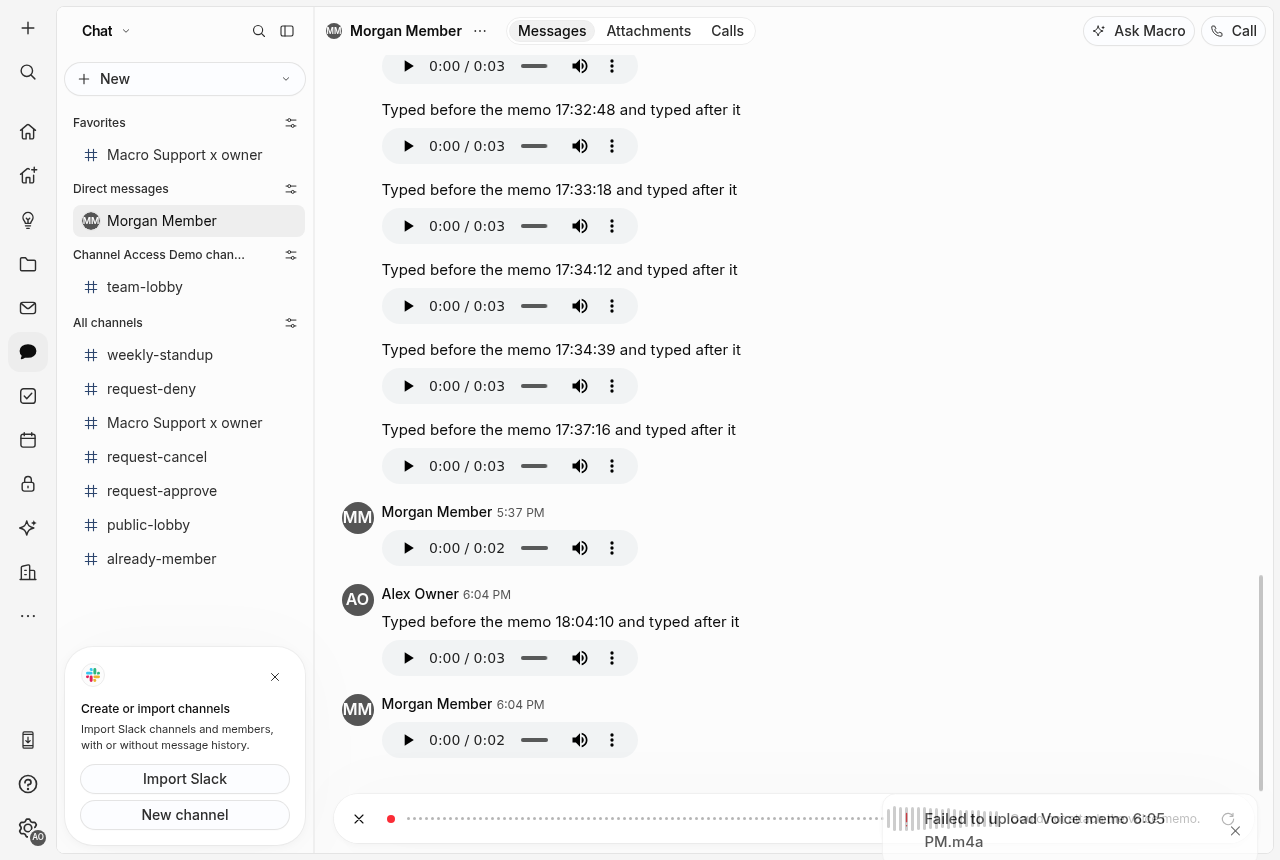 Chat
New
Favorites
Macro Support x owner
Direct messages
MM Morgan Member
Channel Access Demo chan...
team-lobby
All channels
weekly-standup
request-deny
Macro Support x owner
request-cancel
request-approve
public-lobby
already-member
Create or import channels
Import Slack channels and members,
with or without message history.
Import Slack
New channel
AO
MM Morgan Member
Messages Attachments Calls
Ask Macro
Call
0:00 / 0:03
Typed before the memo 17:32:48 and typed after it
0:00 / 0:03
Typed before the memo 17:33:18 and typed after it
0:00 / 0:03
Typed before the memo 17:34:12 and typed after it
0:00 / 0:03
Typed before the memo 17:34:39 and typed after it
0:00 / 0:03
Typed before the memo 17:37:16 and typed after it
0:00 / 0:03
MM Morgan Member 5:37 PM
0:00 / 0:02
AO Alex Owner 6:04 PM
Typed before the memo 18:04:10 and typed after it
0:00 / 0:03
MM Morgan Member 6:04 PM
0:00 / 0:02
Failed to upload Voice memo 6:05
PM.m4a
memo.